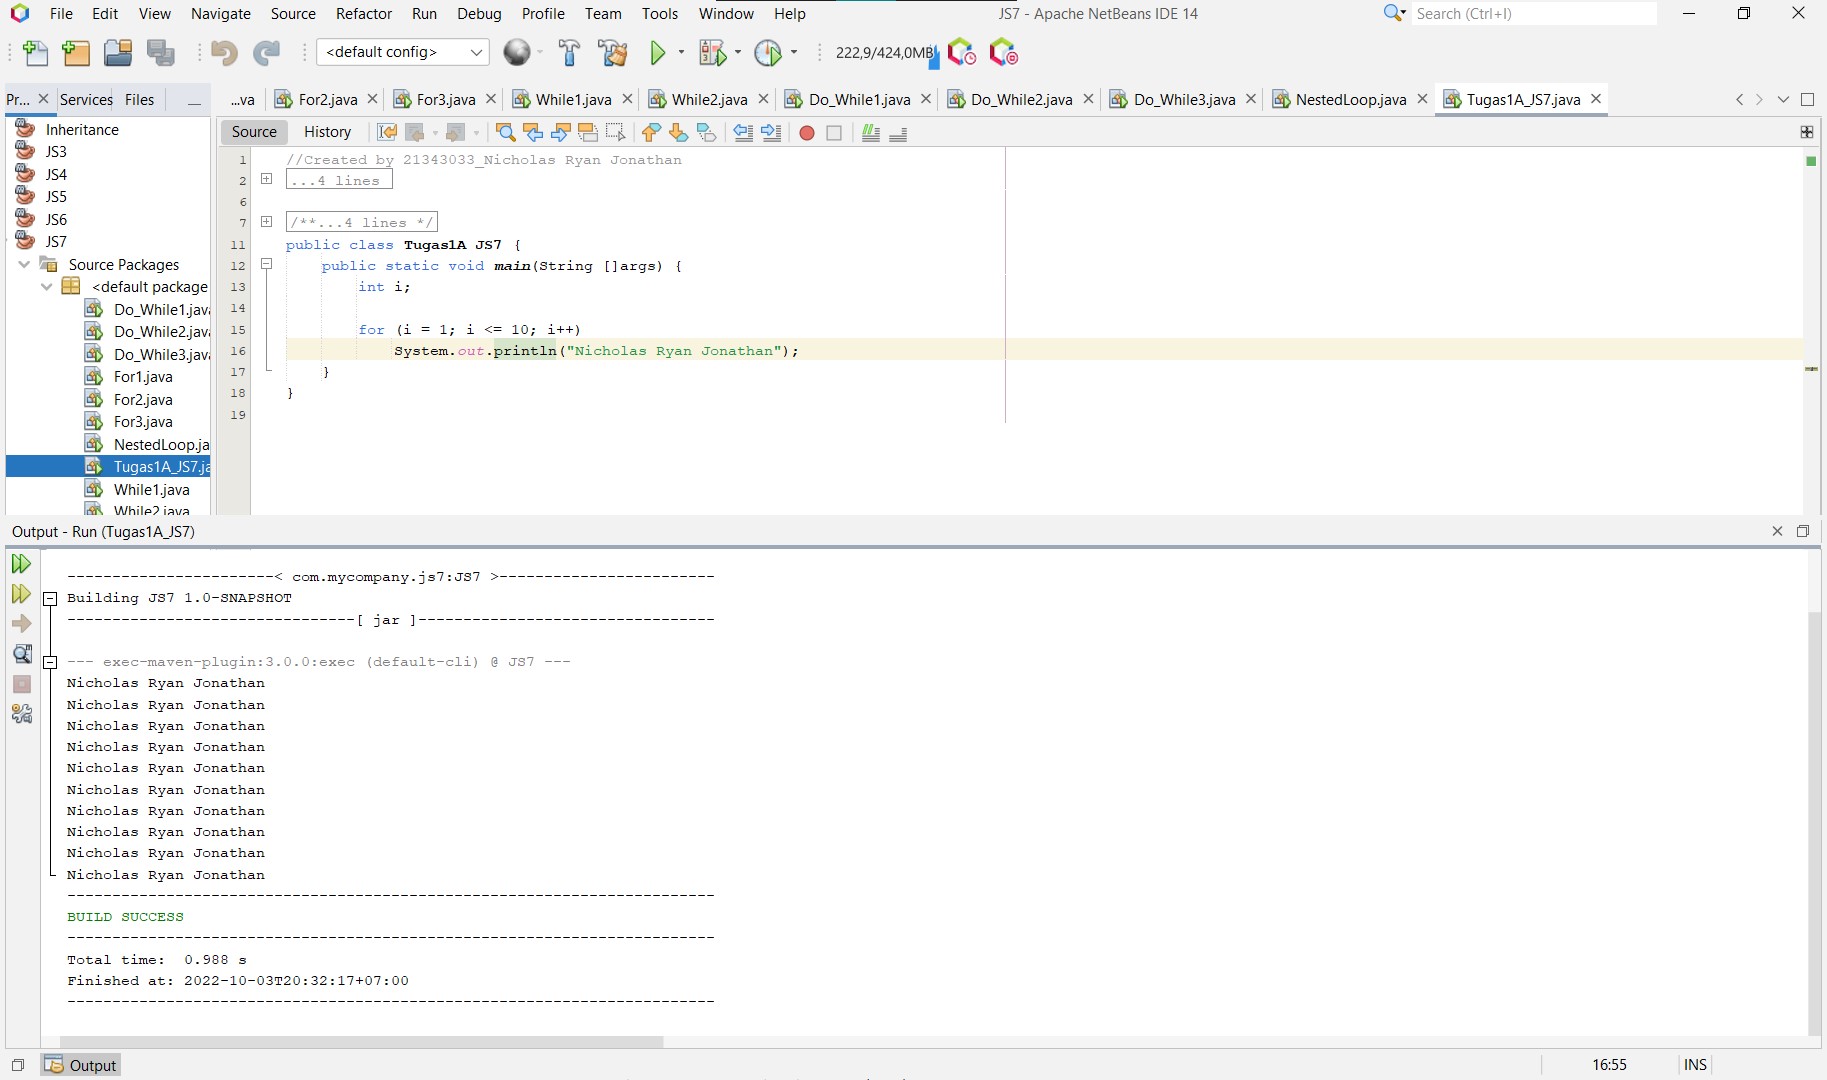 File Edit View Navigate Source Refactor Run Debug Profile Team Tools Window Help JS7 - Apache NetBeans IDE 14 Search (Ctrl+I)
<default config> 222,9/424,0MB
Pr... Services Files
...va For2.java For3.java While1.java While2.java Do_While1.java Do_While2.java Do_While3.java NestedLoop.java Tugas1A_JS7.java
Source History
Inheritance
JS3
JS4
JS5
JS6
JS7
Source Packages
<default package
Do_While1.java
Do_While2.java
Do_While3.java
For1.java
For2.java
For3.java
NestedLoop.ja
Tugas1A_JS7.ja
While1.java
While2.java
1 //Created by 21343033_Nicholas Ryan Jonathan
2 ...4 lines
6
7 /**...4 lines */
11 public class Tugas1A JS7 {
12 public static void main(String []args) {
13 int i;
14
15 for (i = 1; i <= 10; i++)
16 System.out.println("Nicholas Ryan Jonathan");
17 }
18 }
19
Output - Run (Tugas1A_JS7)
-----------------------< com.mycompany.js7:JS7 >------------------------
Building JS7 1.0-SNAPSHOT
--------------------------------[ jar ]---------------------------------
--- exec-maven-plugin:3.0.0:exec (default-cli) @ JS7 ---
Nicholas Ryan Jonathan
Nicholas Ryan Jonathan
Nicholas Ryan Jonathan
Nicholas Ryan Jonathan
Nicholas Ryan Jonathan
Nicholas Ryan Jonathan
Nicholas Ryan Jonathan
Nicholas Ryan Jonathan
Nicholas Ryan Jonathan
Nicholas Ryan Jonathan
------------------------------------------------------------------------
BUILD SUCCESS
------------------------------------------------------------------------
Total time: 0.988 s
Finished at: 2022-10-03T20:32:17+07:00
------------------------------------------------------------------------
Output 16:55 INS